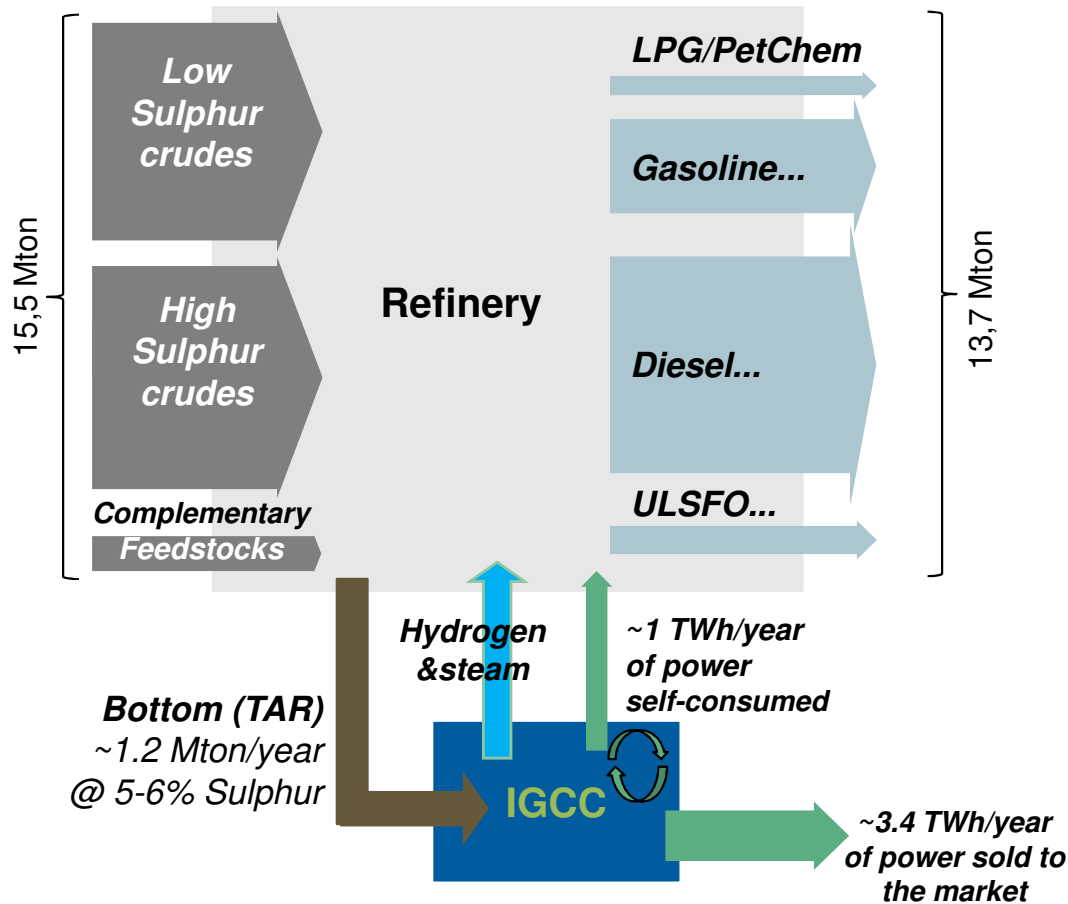 15,5 Mton
Low
Sulphur
crudes
High
Sulphur
crudes
Complementary
Feedstocks
Refinery
LPG/PetChem
Gasoline...
Diesel...
ULSFO...
13,7 Mton
Bottom (TAR)
~1.2 Mton/year
@ 5-6% Sulphur
Hydrogen
&steam
~1 TWh/year
of power
self-consumed
IGCC
~3.4 TWh/year
of power sold to
the market